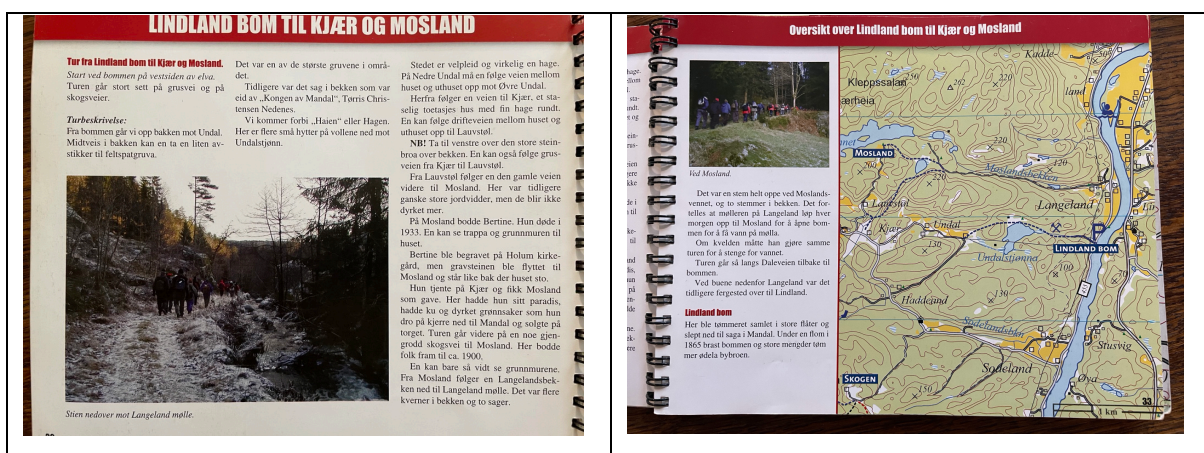 LINDLAND BOM TIL KJÆR OG MOSLAND
Tur fra Lindland bom til Kjær og Mosland.
Start ved bommen på vestsiden av elva.
Turen går stort sett på grusvei og på
skogsveier.
Turbeskrivelse:
Fra bommen går vi opp bakken mot Undal.
Midtveis i bakken kan en ta en liten av-
stikker til feltspatgruva.
Det var en av de største gruvene i områ-
det.
Tidligere var det sag i bekken som var
eid av „Kongen av Mandal", Tørris Chris-
tensen Nedenes.
Vi kommer forbi „Haien" eller Hagen.
Her er flere små hytter på vollene ned mot
Undalstjønn.
Stien nedover mot Langeland mølle.
Stedet er velpleid og virkelig en hage.
På Nedre Undal må en følge veien mellom
huset og uthuset opp mot Øvre Undal.
Herfra følger en veien til Kjær, et sta-
selig toetasjes hus med fin hage rundt.
En kan følge drifteveien mellom huset og
uthuset opp til Lauvstøl.
NB! Ta til venstre over den store stein-
broa over bekken. En kan også følge grus-
veien fra Kjær til Lauvstøl.
Fra Lauvstøl følger en den gamle veien
videre til Mosland. Her var tidligere
ganske store jordvidder, men de blir ikke
dyrket mer.
På Mosland bodde Bertine. Hun døde i
1933. En kan se trappa og grunnmuren til
huset.
Bertine ble begravet på Holum kirke-
gård, men gravsteinen ble flyttet til
Mosland og står like bak der huset sto.
Hun tjente på Kjær og fikk Mosland
som gave. Her hadde hun sitt paradis,
hadde ku og dyrket grønnsaker som hun
dro på kjerre ned til Mandal og solgte på
torget. Turen går videre på en noe gjen-
grodd skogsvei til Mosland. Her bodde
folk fram til ca. 1900.
En kan bare så vidt se grunnmurene.
Fra Mosland følger en Langelandsbek-
ken ned til Langeland mølle. Det var flere
kverner i bekken og to sager.
Oversikt over Lindland bom til Kjær og Mosland
Ved Mosland.
Det var en stem helt oppe ved Moslands-
vennet, og to stemmer i bekken. Det for-
telles at mølleren på Langeland løp hver
morgen opp til Mosland for å åpne bom-
men for å få vann på mølla.
Om kvelden måtte han gjøre samme
turen for å stenge for vannet.
Turen går så langs Daleveien tilbake til
bommen.
Ved buene nedenfor Langeland var det
tidligere fergested over til Lindland.
Lindland bom
Her ble tømmeret samlet i store flåter og
slept ned til saga i Mandal. Under en flom i
1865 brast bommen og store mengder tøm
mer ødela bybroen.
Kleppssalan
262
220
Kudde-
land
50
ærheia
MOSLAND
220
120
Moslandsbekken
Lauvstøl
Langeland
Kjær
Undal
130
P
LINDLAND BOM
Undalstjønna
100
70
Haddeland
130
Sødelandsbkn
Stusvig
Sodeland
SKOGEN
150
Øya
1 km
33